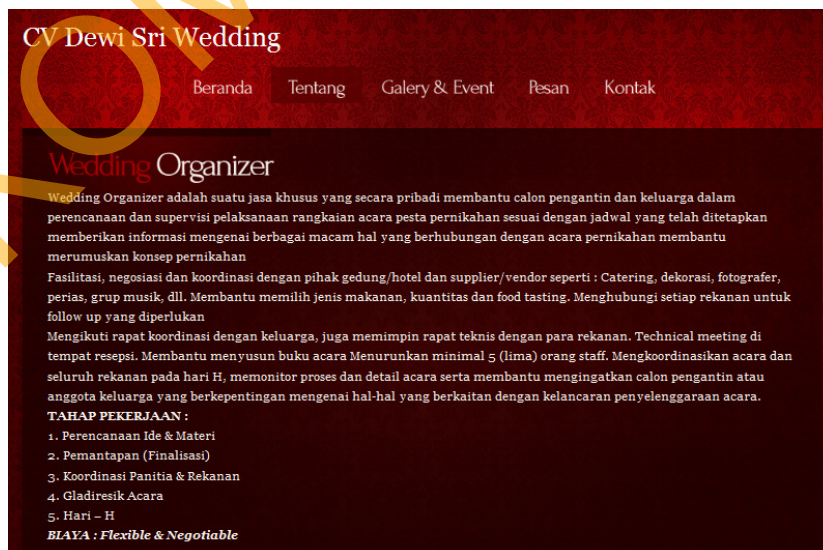 CV Dewi Sri Wedding
Beranda Tentang Galery & Event Pesan Kontak
Wedding Organizer
Wedding Organizer adalah suatu jasa khusus yang secara pribadi membantu calon pengantin dan keluarga dalam
perencanaan dan supervisi pelaksanaan rangkaian acara pesta pernikahan sesuai dengan jadwal yang telah ditetapkan
memberikan informasi mengenai berbagai macam hal yang berhubungan dengan acara pernikahan membantu
merumuskan konsep pernikahan
Fasilitasi, negosiasi dan koordinasi dengan pihak gedung/hotel dan supplier/vendor seperti : Catering, dekorasi, fotografer,
perias, grup musik, dll. Membantu memilih jenis makanan, kuantitas dan food tasting. Menghubungi setiap rekanan untuk
follow up yang diperlukan
Mengikuti rapat koordinasi dengan keluarga, juga memimpin rapat teknis dengan para rekanan. Technical meeting di
tempat resepsi. Membantu menyusun buku acara Menurunkan minimal 5 (lima) orang staff. Mengkoordinasikan acara dan
seluruh rekanan pada hari H, memonitor proses dan detail acara serta membantu mengingatkan calon pengantin atau
anggota keluarga yang berkepentingan mengenai hal-hal yang berkaitan dengan kelancaran penyelenggaraan acara.
TAHAP PEKERJAAN :
1. Perencanaan Ide & Materi
2. Pemantapan (Finalisasi)
3. Koordinasi Panitia & Rekanan
4. Gladiresik Acara
5. Hari – H
BIAYA : Flexible & Negotiable